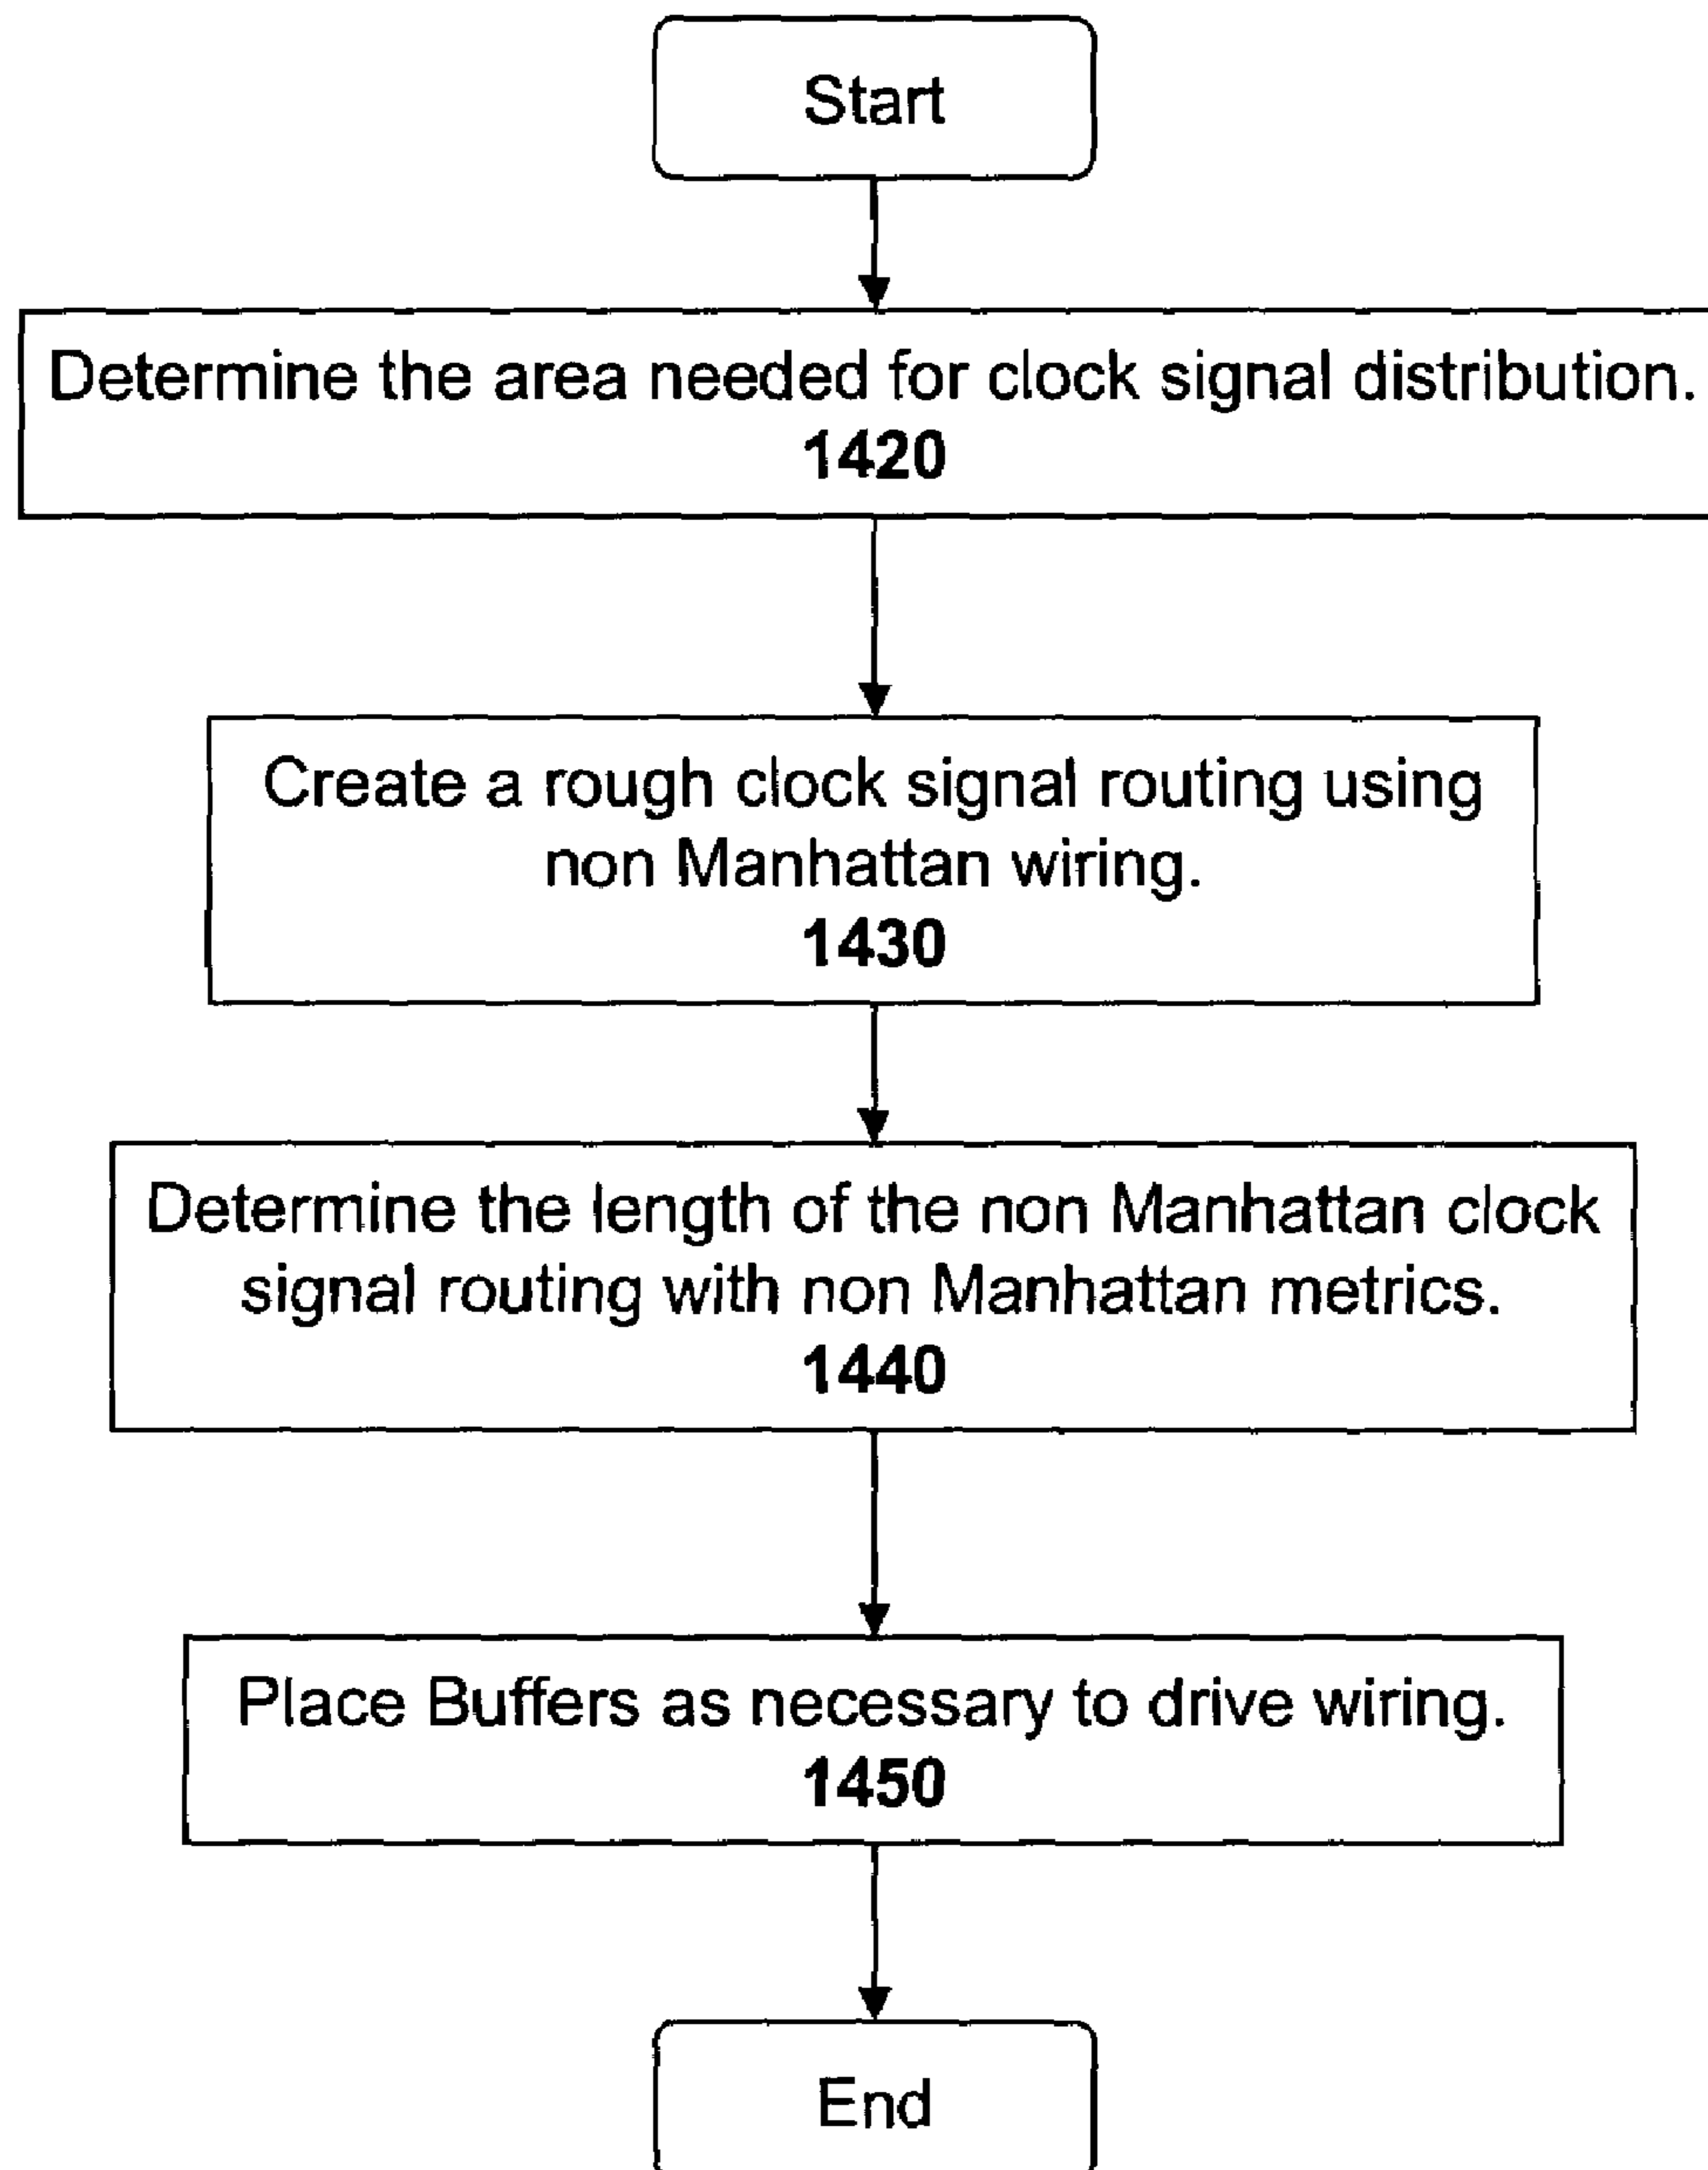 Start
Determine the area needed for clock signal distribution.
1420
Create a rough clock signal routing using
non Manhattan wiring.
1430
Determine the length of the non Manhattan clock
signal routing with non Manhattan metrics.
1440
Place Buffers as necessary to drive wiring.
1450
End